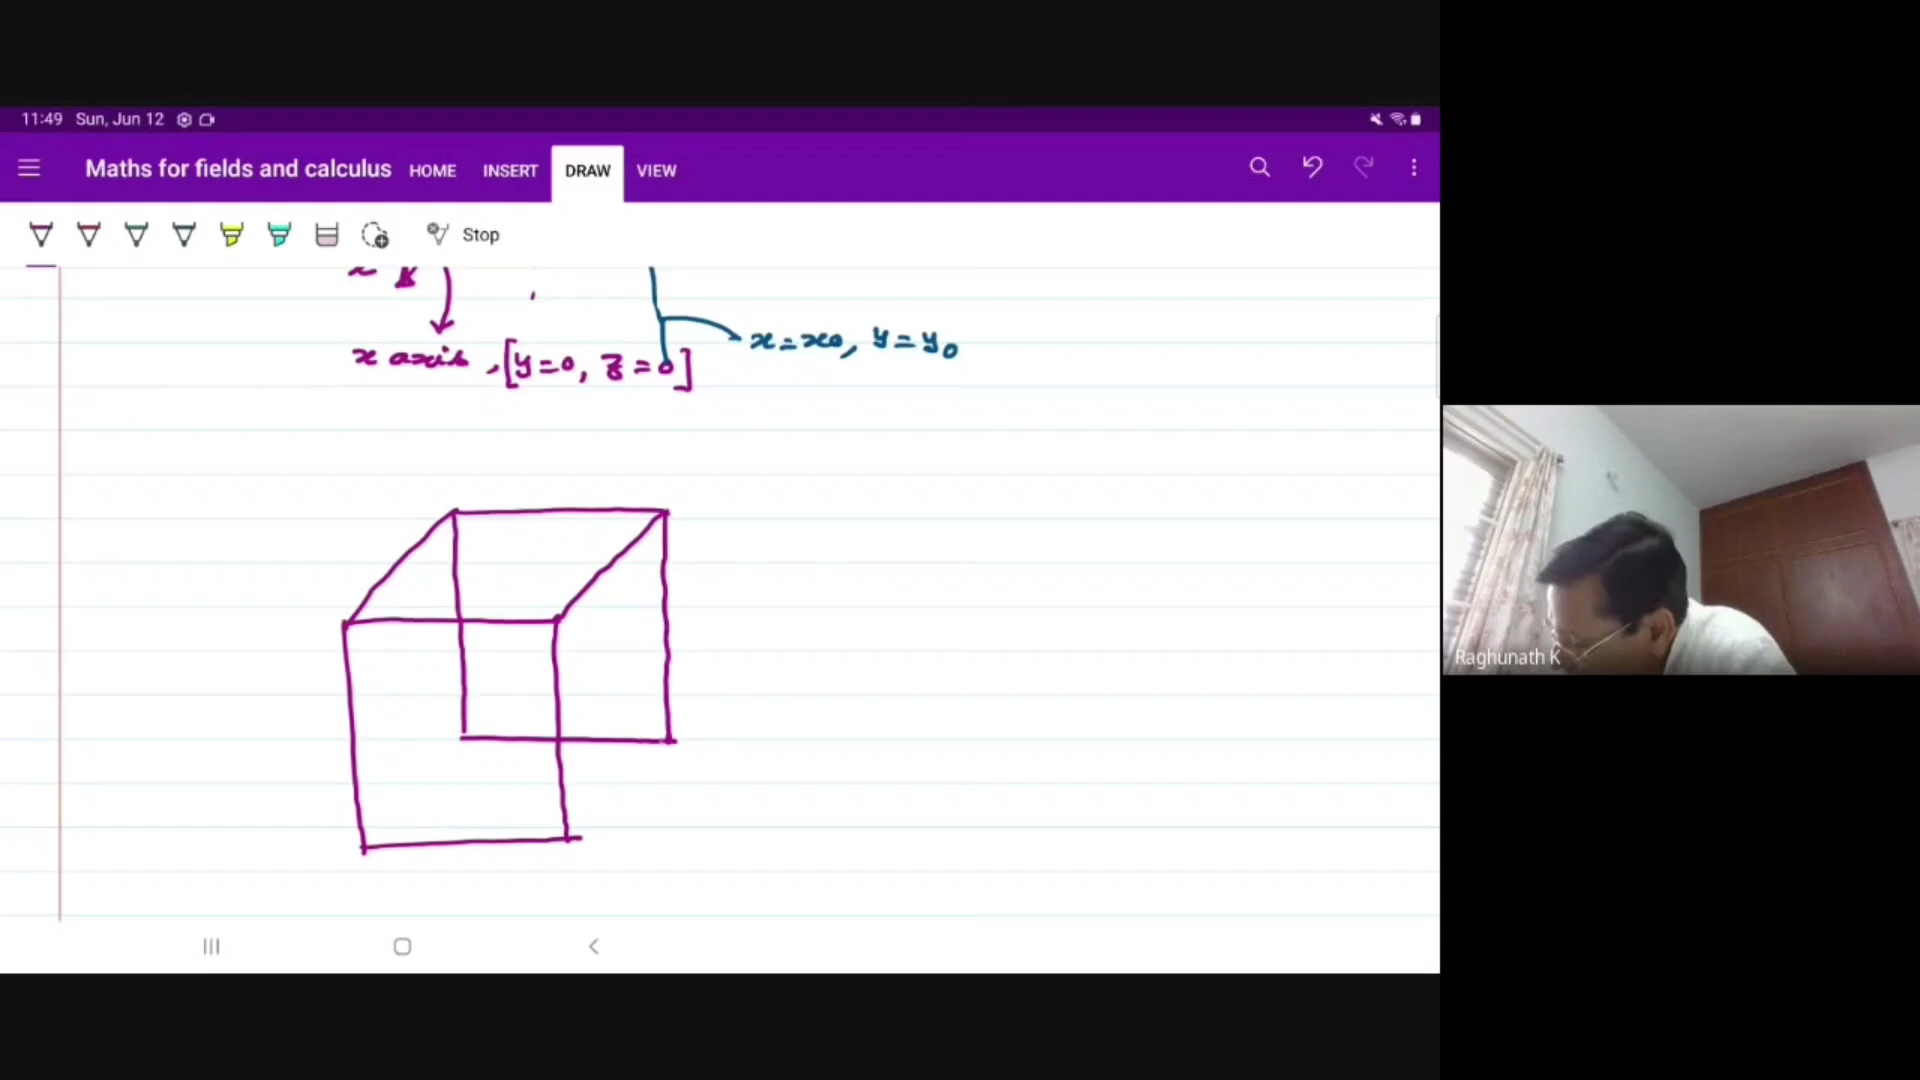 11:49 Sun, Jun 12
Maths for fields and calculus HOME INSERT DRAW VIEW
Stop
x
x = x0, y = y0
x axis, [y=0, z=0]
Raghunath K